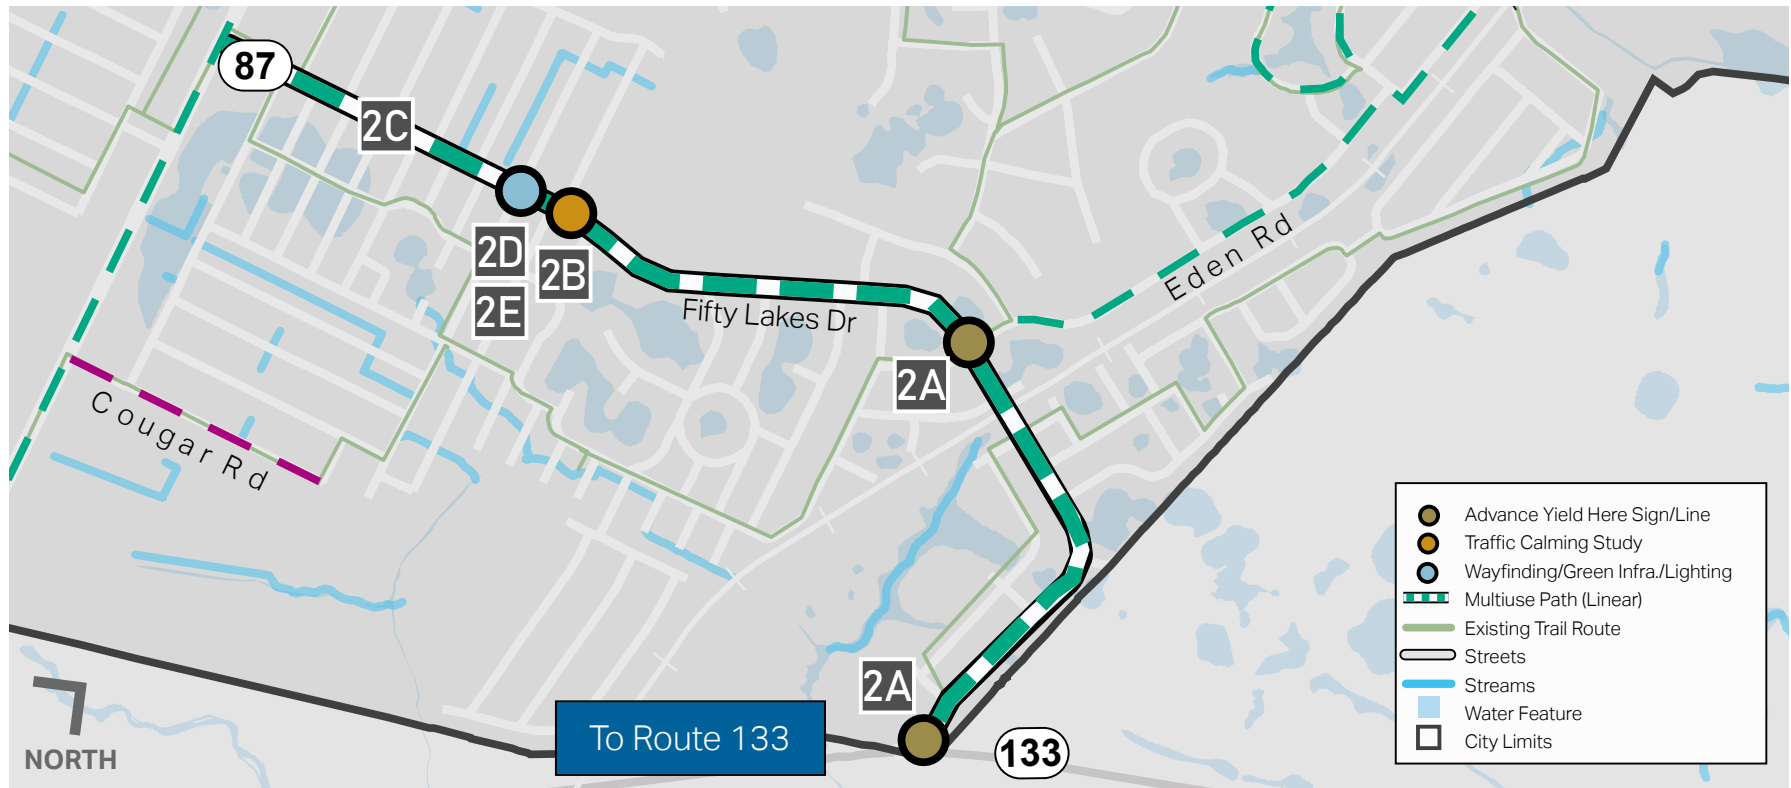 87
2C
2D
2B
2E
Fifty Lakes Dr
Eden Rd
2A
Cougar Rd
2A
To Route 133
133
NORTH
Advance Yield Here Sign/Line
Traffic Calming Study
Wayfinding/Green Infra./Lighting
Multiuse Path (Linear)
Existing Trail Route
Streets
Streams
Water Feature
City Limits